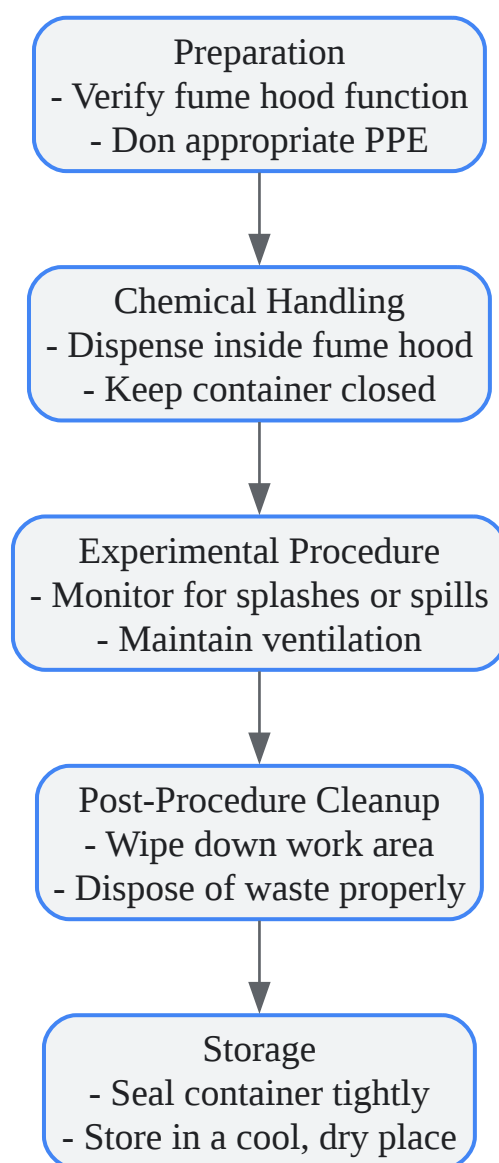 Preparation
- Verify fume hood function
- Don appropriate PPE
Chemical Handling
- Dispense inside fume hood
- Keep container closed
Experimental Procedure
- Monitor for splashes or spills
- Maintain ventilation
Post-Procedure Cleanup
- Wipe down work area
- Dispose of waste properly
Storage
- Seal container tightly
- Store in a cool, dry place